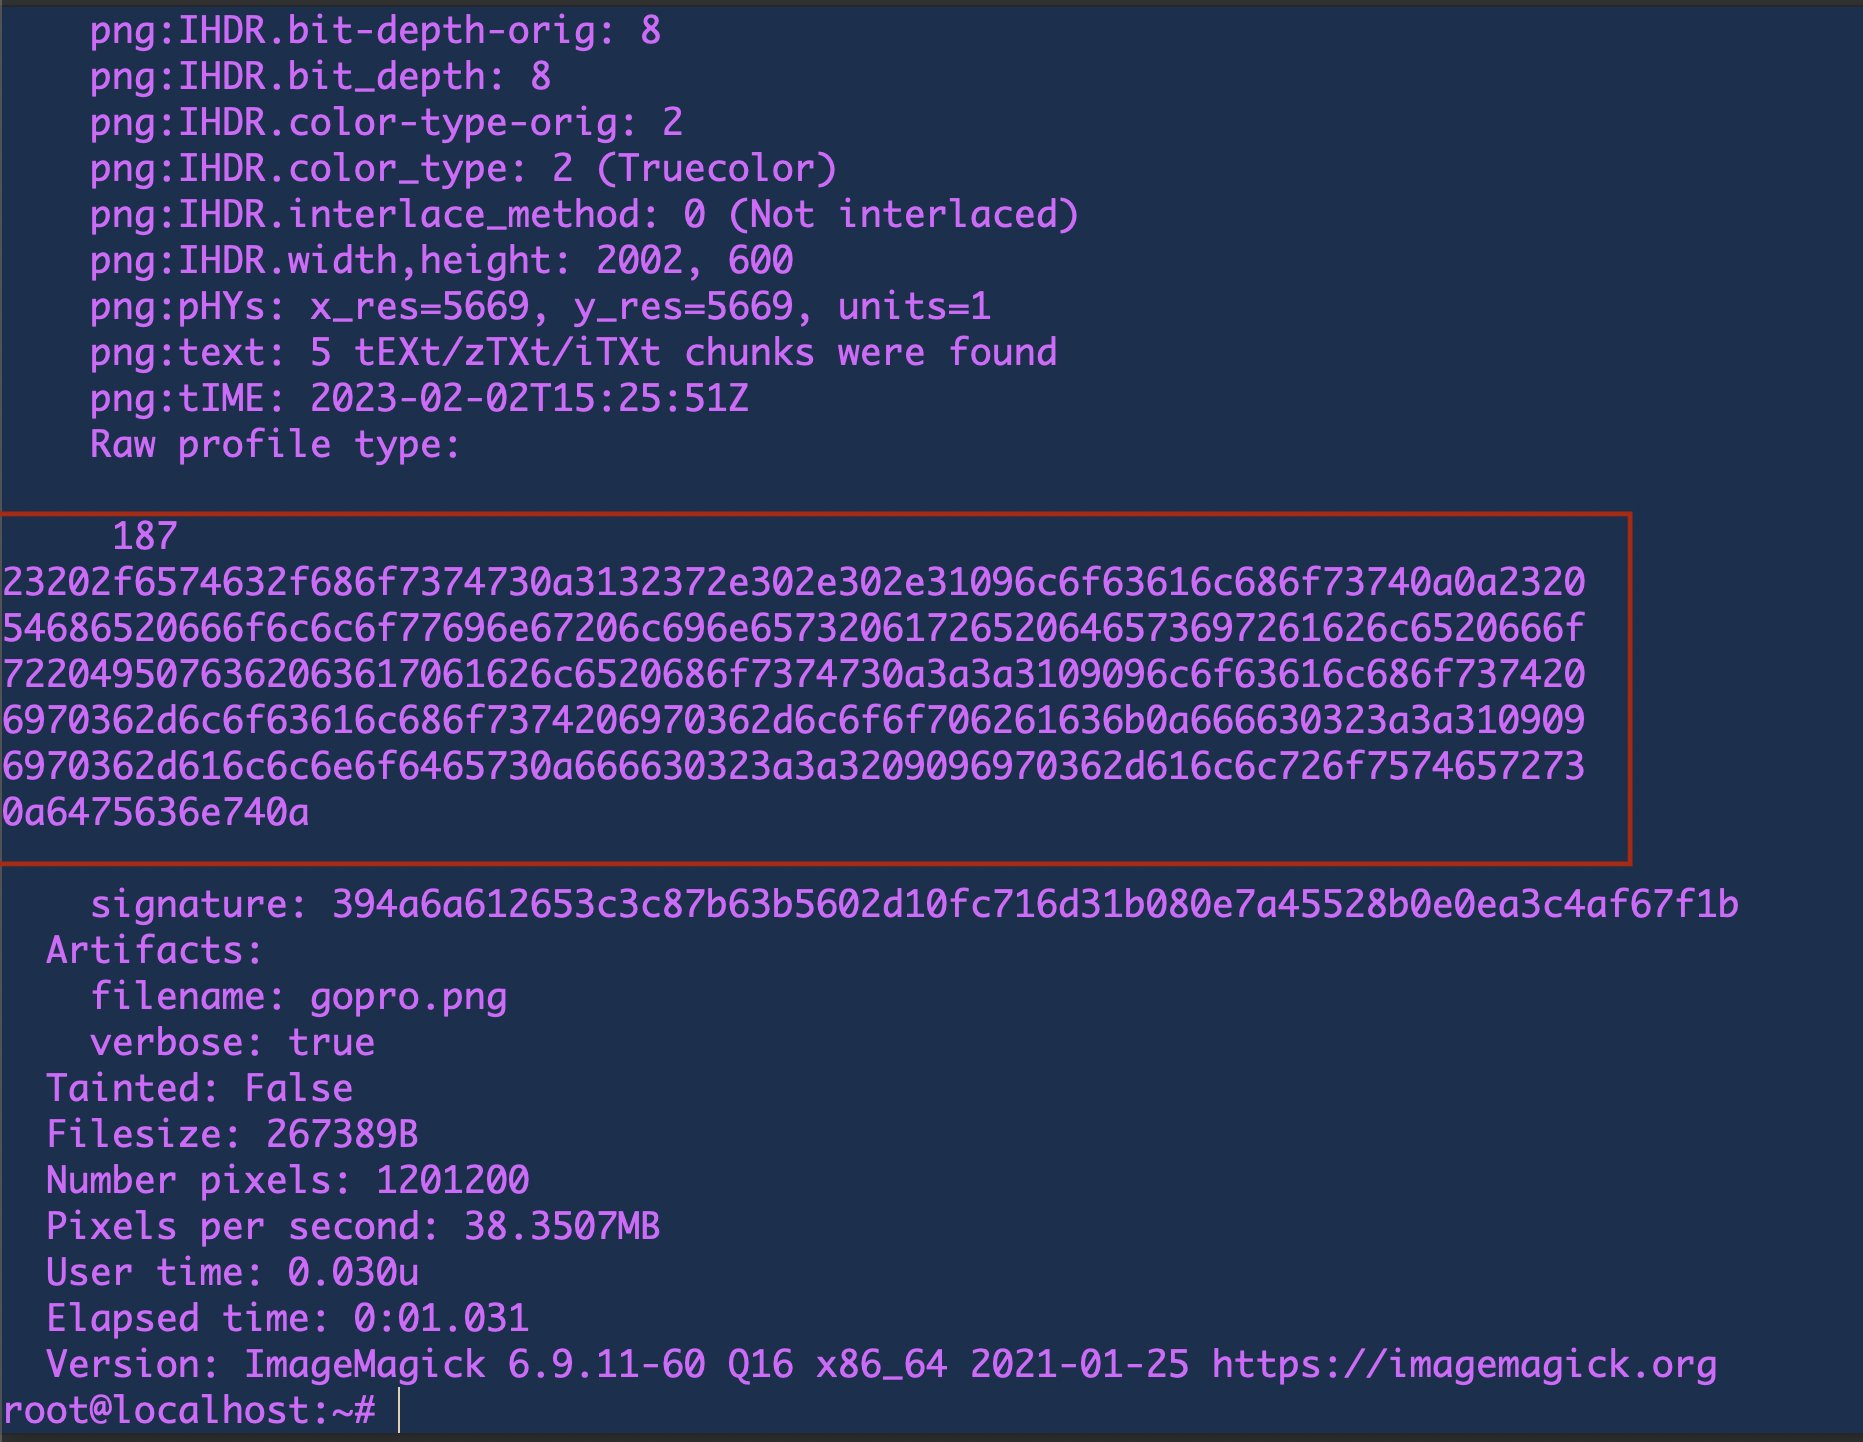 png:IHDR.bit-depth-orig: 8
png:IHDR.bit_depth: 8
png:IHDR.color-type-orig: 2
png:IHDR.color_type: 2 (Truecolor)
png:IHDR.interlace_method: 0 (Not interlaced)
png:IHDR.width,height: 2002, 600
png:pHYs: x_res=5669, y_res=5669, units=1
png:text: 5 tEXt/zTXt/iTXt chunks were found
png:tIME: 2023-02-02T15:25:51Z
Raw profile type:
187
23202f6574632f686f7374730a3132372e302e302e31096c6f63616c686f73740a0a2320
54686520666f6c6c6f77696e67206c696e65732061726520646573697261626c6520666f
72204950763620636170​61626c6520686f7374730a3a3a3109096c6f63616c686f737420
6970362d6c6f63616c686f7374206970362d6c6f6f706261636b0a666630323a3a310909
6970362d616c6c6e6f6465730a666630323a3a3209096970362d616c6c726f7574657273
0a6475636e740a
signature: 394a6a612653c3c87b63b5602d10fc716d31b080e7a45528b0e0ea3c4af67f1b
Artifacts:
filename: gopro.png
verbose: true
Tainted: False
Filesize: 267389B
Number pixels: 1201200
Pixels per second: 38.3507MB
User time: 0.030u
Elapsed time: 0:01.031
Version: ImageMagick 6.9.11-60 Q16 x86_64 2021-01-25 https://imagemagick.org
root@localhost:~#